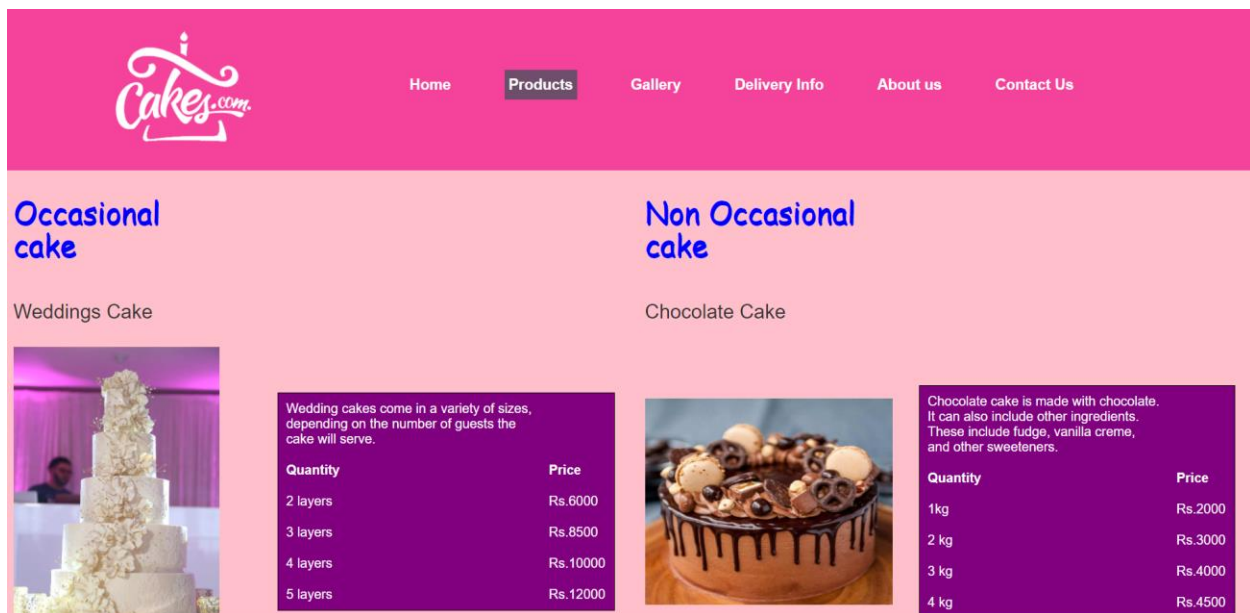 Cakes.com.
Home Products Gallery Delivery Info About us Contact Us
Occasional
cake
Weddings Cake
Wedding cakes come in a variety of sizes,
depending on the number of guests the
cake will serve.
Quantity Price
2 layers Rs.6000
3 layers Rs.8500
4 layers Rs.10000
5 layers Rs.12000
Non Occasional
cake
Chocolate Cake
Chocolate cake is made with chocolate.
It can also include other ingredients.
These include fudge, vanilla creme,
and other sweeteners.
Quantity Price
1kg Rs.2000
2 kg Rs.3000
3 kg Rs.4000
4 kg Rs.4500